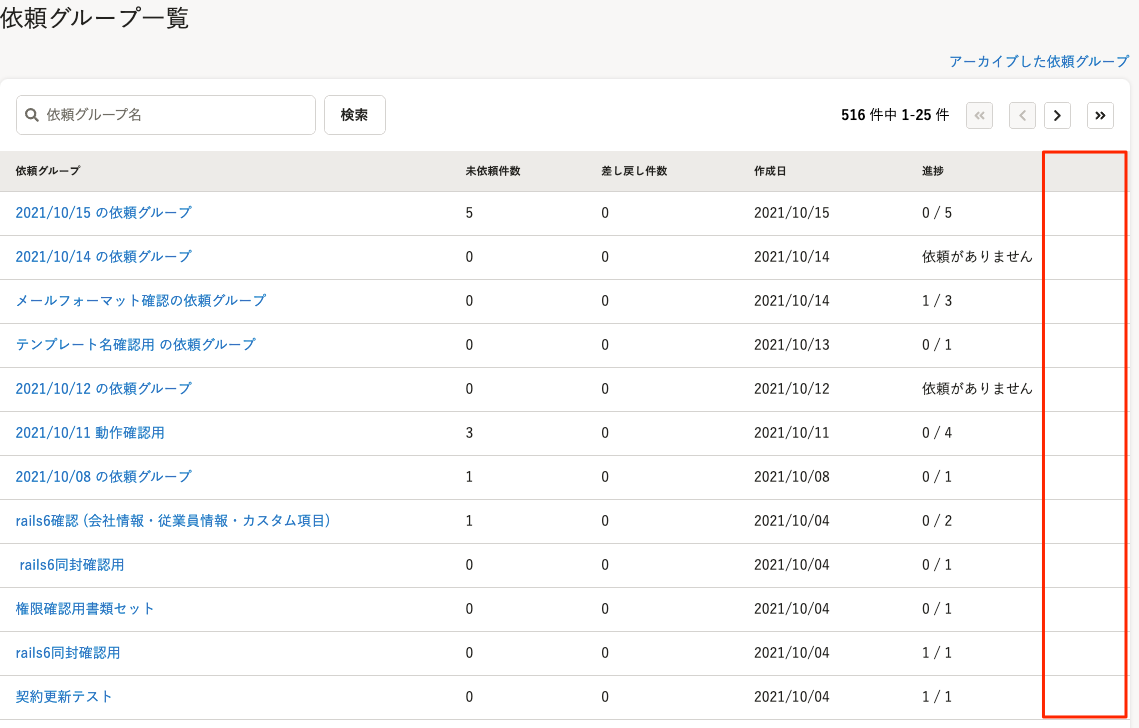 依頼グループ一覧
アーカイブした依頼グループ
依頼グループ名 検索 516 件中 1-25 件
依頼グループ 未依頼件数 差し戻し件数 作成日 進捗
2021/10/15 の依頼グループ 5 0 2021/10/15 0 / 5
2021/10/14 の依頼グループ 0 0 2021/10/14 依頼がありません
メールフォーマット確認の依頼グループ 0 0 2021/10/14 1 / 3
テンプレート名確認用 の依頼グループ 0 0 2021/10/13 0 / 1
2021/10/12 の依頼グループ 0 0 2021/10/12 依頼がありません
2021/10/11 動作確認用 3 0 2021/10/11 0 / 4
2021/10/08 の依頼グループ 1 0 2021/10/08 0 / 1
rails6確認 (会社情報・従業員情報・カスタム項目) 1 0 2021/10/04 0 / 2
rails6同封確認用 0 0 2021/10/04 0 / 1
権限確認用書類セット 0 0 2021/10/04 0 / 1
rails6同封確認用 0 0 2021/10/04 1 / 1
契約更新テスト 0 0 2021/10/04 1 / 1